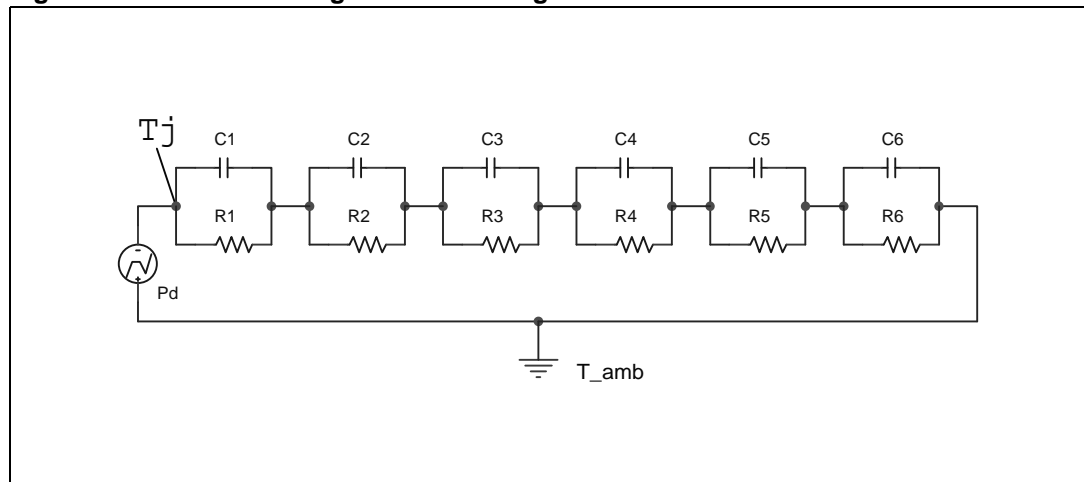 Tj
C1 C2 C3 C4 C5 C6
R1 R2 R3 R4 R5 R6
-
+
Pd
T_amb